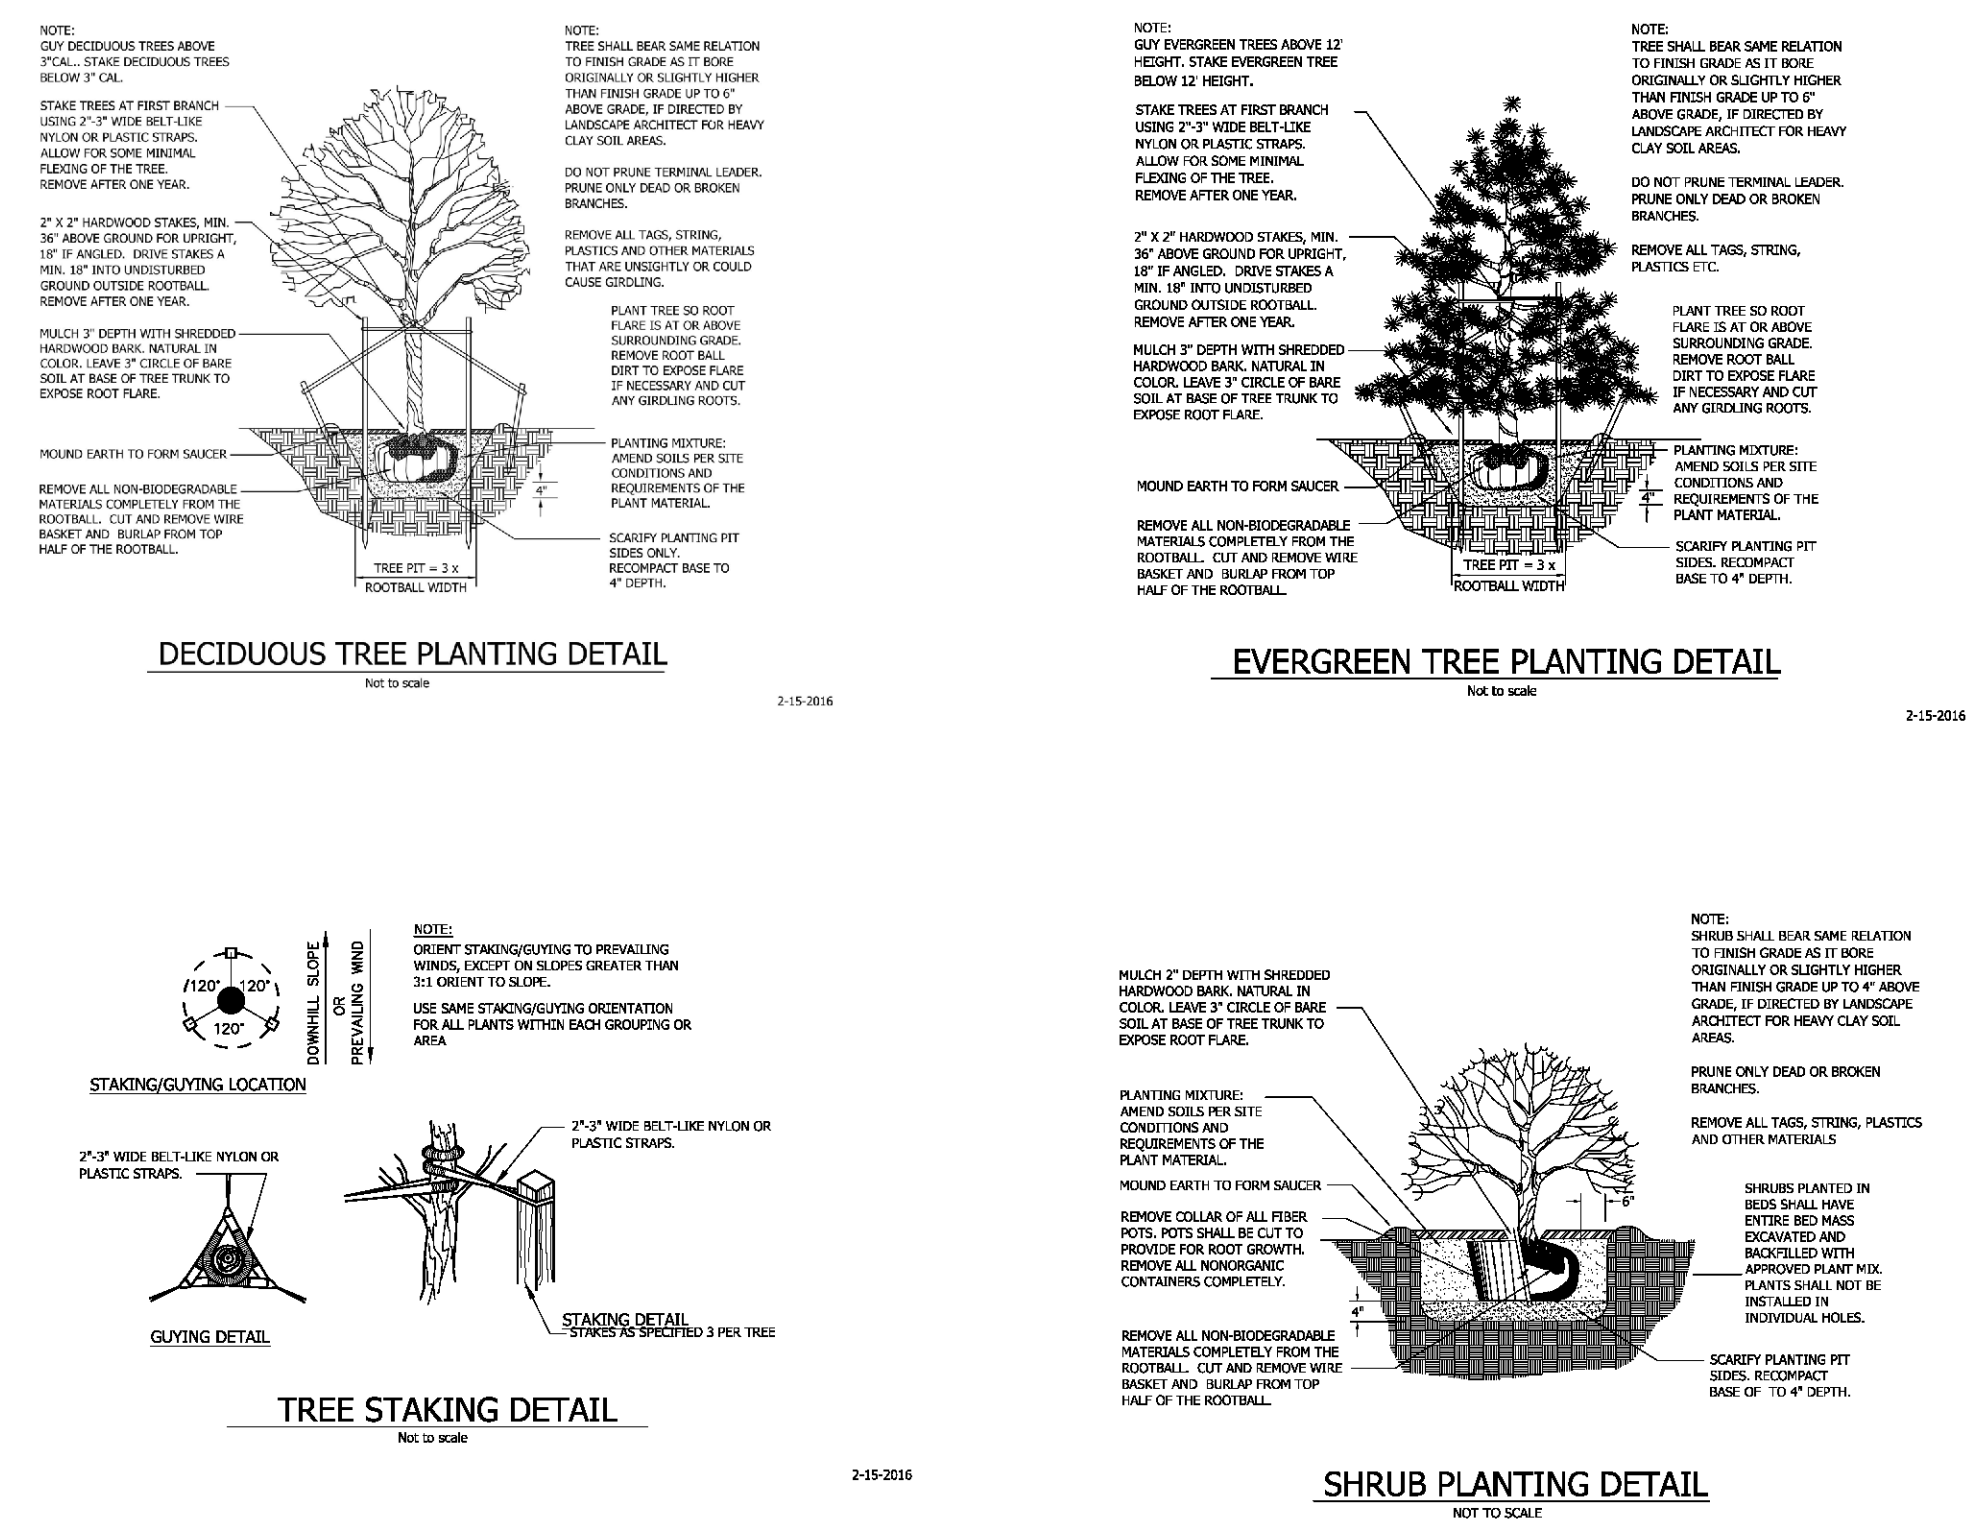 NOTE:
GUY DECIDUOUS TREES ABOVE
3"CAL.. STAKE DECIDUOUS TREES
BELOW 3" CAL.
STAKE TREES AT FIRST BRANCH
USING 2"-3" WIDE BELT-LIKE
NYLON OR PLASTIC STRAPS.
ALLOW FOR SOME MINIMAL
FLEXING OF THE TREE.
REMOVE AFTER ONE YEAR.
2" X 2" HARDWOOD STAKES, MIN.
36" ABOVE GROUND FOR UPRIGHT,
18" IF ANGLED. DRIVE STAKES A
MIN. 18" INTO UNDISTURBED
GROUND OUTSIDE ROOTBALL.
REMOVE AFTER ONE YEAR.
MULCH 3" DEPTH WITH SHREDDED
HARDWOOD BARK. NATURAL IN
COLOR. LEAVE 3" CIRCLE OF BARE
SOIL AT BASE OF TREE TRUNK TO
EXPOSE ROOT FLARE.
MOUND EARTH TO FORM SAUCER
REMOVE ALL NON-BIODEGRADABLE
MATERIALS COMPLETELY FROM THE
ROOTBALL. CUT AND REMOVE WIRE
BASKET AND BURLAP FROM TOP
HALF OF THE ROOTBALL.
NOTE:
TREE SHALL BEAR SAME RELATION
TO FINISH GRADE AS IT BORE
ORIGINALLY OR SLIGHTLY HIGHER
THAN FINISH GRADE UP TO 6"
ABOVE GRADE, IF DIRECTED BY
LANDSCAPE ARCHITECT FOR HEAVY
CLAY SOIL AREAS.
DO NOT PRUNE TERMINAL LEADER.
PRUNE ONLY DEAD OR BROKEN
BRANCHES.
REMOVE ALL TAGS, STRING,
PLASTICS AND OTHER MATERIALS
THAT ARE UNSIGHTLY OR COULD
CAUSE GIRDLING.
PLANT TREE SO ROOT
FLARE IS AT OR ABOVE
SURROUNDING GRADE.
REMOVE ROOT BALL
DIRT TO EXPOSE FLARE
IF NECESSARY AND CUT
ANY GIRDLING ROOTS.
PLANTING MIXTURE:
AMEND SOILS PER SITE
CONDITIONS AND
REQUIREMENTS OF THE
PLANT MATERIAL.
4"
SCARIFY PLANTING PIT
SIDES ONLY.
RECOMPACT BASE TO
4" DEPTH.
TREE PIT = 3 x
ROOTBALL WIDTH
DECIDUOUS TREE PLANTING DETAIL
Not to scale
2-15-2016
NOTE:
GUY EVERGREEN TREES ABOVE 12'
HEIGHT. STAKE EVERGREEN TREE
BELOW 12' HEIGHT.
STAKE TREES AT FIRST BRANCH
USING 2"-3" WIDE BELT-LIKE
NYLON OR PLASTIC STRAPS.
ALLOW FOR SOME MINIMAL
FLEXING OF THE TREE.
REMOVE AFTER ONE YEAR.
2" X 2" HARDWOOD STAKES, MIN.
36" ABOVE GROUND FOR UPRIGHT,
18" IF ANGLED. DRIVE STAKES A
MIN. 18" INTO UNDISTURBED
GROUND OUTSIDE ROOTBALL.
REMOVE AFTER ONE YEAR.
MULCH 3" DEPTH WITH SHREDDED
HARDWOOD BARK. NATURAL IN
COLOR. LEAVE 3" CIRCLE OF BARE
SOIL AT BASE OF TREE TRUNK TO
EXPOSE ROOT FLARE.
MOUND EARTH TO FORM SAUCER
REMOVE ALL NON-BIODEGRADABLE
MATERIALS COMPLETELY FROM THE
ROOTBALL. CUT AND REMOVE WIRE
BASKET AND BURLAP FROM TOP
HALF OF THE ROOTBALL
NOTE:
TREE SHALL BEAR SAME RELATION
TO FINISH GRADE AS IT BORE
ORIGINALLY OR SLIGHTLY HIGHER
THAN FINISH GRADE UP TO 6"
ABOVE GRADE, IF DIRECTED BY
LANDSCAPE ARCHITECT FOR HEAVY
CLAY SOIL AREAS.
DO NOT PRUNE TERMINAL LEADER.
PRUNE ONLY DEAD OR BROKEN
BRANCHES.
REMOVE ALL TAGS, STRING,
PLASTICS ETC.
PLANT TREE SO ROOT
FLARE IS AT OR ABOVE
SURROUNDING GRADE.
REMOVE ROOT BALL
DIRT TO EXPOSE FLARE
IF NECESSARY AND CUT
ANY GIRDLING ROOTS.
PLANTING MIXTURE:
AMEND SOILS PER SITE
CONDITIONS AND
REQUIREMENTS OF THE
PLANT MATERIAL.
4"
SCARIFY PLANTING PIT
SIDES. RECOMPACT
BASE TO 4" DEPTH.
TREE PIT = 3 x
ROOTBALL WIDTH
EVERGREEN TREE PLANTING DETAIL
Not to scale
2-15-2016
120° 120°
120°
DOWNHILL SLOPE
OR
PREVAILING WIND
STAKING/GUYING LOCATION
NOTE:
ORIENT STAKING/GUYING TO PREVAILING
WINDS, EXCEPT ON SLOPES GREATER THAN
3:1 ORIENT TO SLOPE.
USE SAME STAKING/GUYING ORIENTATION
FOR ALL PLANTS WITHIN EACH GROUPING OR
AREA
2"-3" WIDE BELT-LIKE NYLON OR
PLASTIC STRAPS.
GUYING DETAIL
2"-3" WIDE BELT-LIKE NYLON OR
PLASTIC STRAPS.
STAKING DETAIL
STAKES AS SPECIFIED 3 PER TREE
TREE STAKING DETAIL
Not to scale
2-15-2016
MULCH 2" DEPTH WITH SHREDDED
HARDWOOD BARK. NATURAL IN
COLOR. LEAVE 3" CIRCLE OF BARE
SOIL AT BASE OF TREE TRUNK TO
EXPOSE ROOT FLARE.
PLANTING MIXTURE:
AMEND SOILS PER SITE
CONDITIONS AND
REQUIREMENTS OF THE
PLANT MATERIAL.
MOUND EARTH TO FORM SAUCER
REMOVE COLLAR OF ALL FIBER
POTS. POTS SHALL BE CUT TO
PROVIDE FOR ROOT GROWTH.
REMOVE ALL NONORGANIC
CONTAINERS COMPLETELY.
REMOVE ALL NON-BIODEGRADABLE
MATERIALS COMPLETELY FROM THE
ROOTBALL. CUT AND REMOVE WIRE
BASKET AND BURLAP FROM TOP
HALF OF THE ROOTBALL
4"
6"
NOTE:
SHRUB SHALL BEAR SAME RELATION
TO FINISH GRADE AS IT BORE
ORIGINALLY OR SLIGHTLY HIGHER
THAN FINISH GRADE UP TO 4" ABOVE
GRADE, IF DIRECTED BY LANDSCAPE
ARCHITECT FOR HEAVY CLAY SOIL
AREAS.
PRUNE ONLY DEAD OR BROKEN
BRANCHES.
REMOVE ALL TAGS, STRING, PLASTICS
AND OTHER MATERIALS
SHRUBS PLANTED IN
BEDS SHALL HAVE
ENTIRE BED MASS
EXCAVATED AND
BACKFILLED WITH
APPROVED PLANT MIX.
PLANTS SHALL NOT BE
INSTALLED IN
INDIVIDUAL HOLES.
SCARIFY PLANTING PIT
SIDES. RECOMPACT
BASE OF TO 4" DEPTH.
SHRUB PLANTING DETAIL
NOT TO SCALE